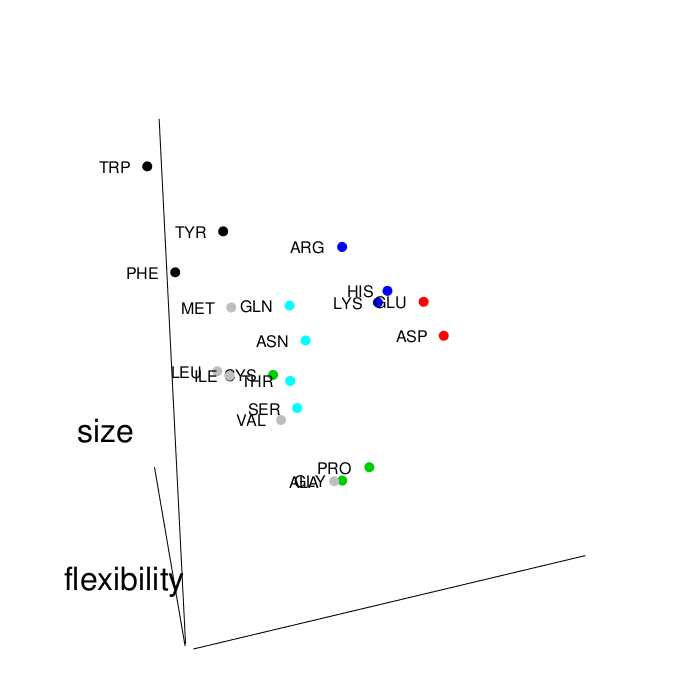 TRP
TYR
ARG
PHE
HIS
LYS
GLU
MET
GLN
ASN
ASP
LEU
ILE
CYS
THR
SER
VAL
size
PRO
ALA
GLY
flexibility